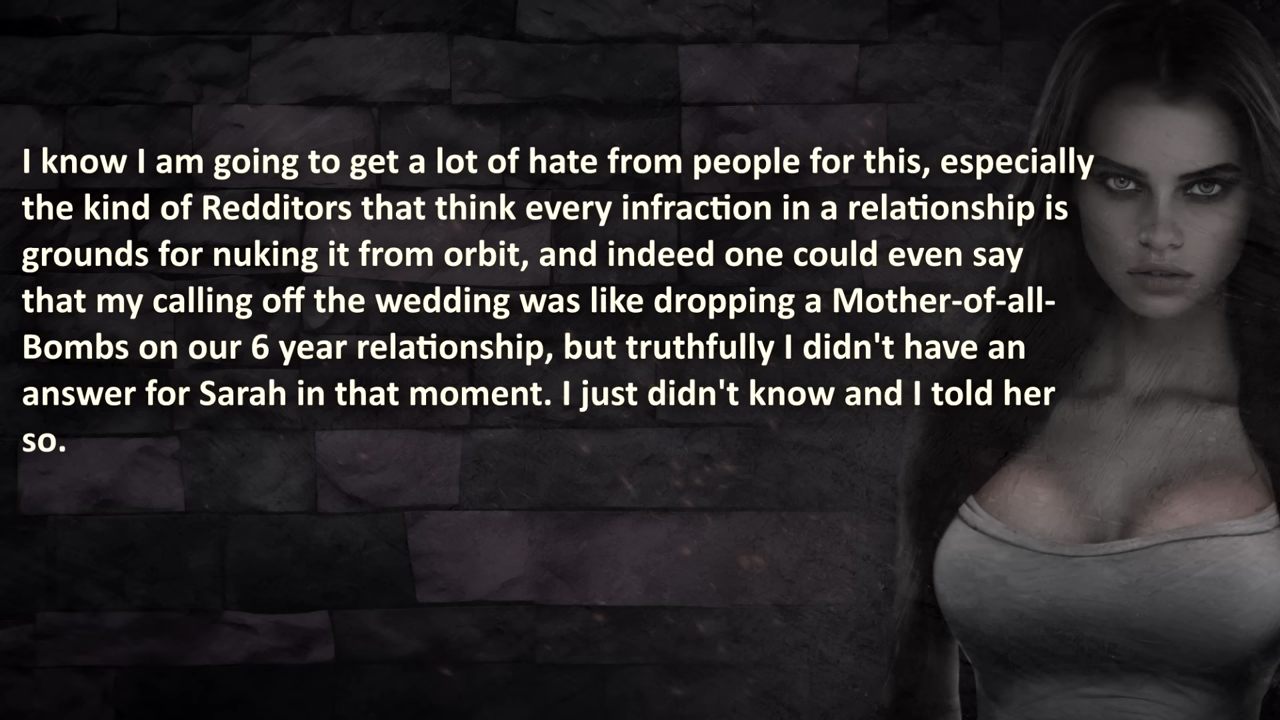 I know I am going to get a lot of hate from people for this, especially
the kind of Redditors that think every infraction in a relationship is
grounds for nuking it from orbit, and indeed one could even say
that my calling off the wedding was like dropping a Mother-of-all-
Bombs on our 6 year relationship, but truthfully I didn't have an
answer for Sarah in that moment. I just didn't know and I told her
so.